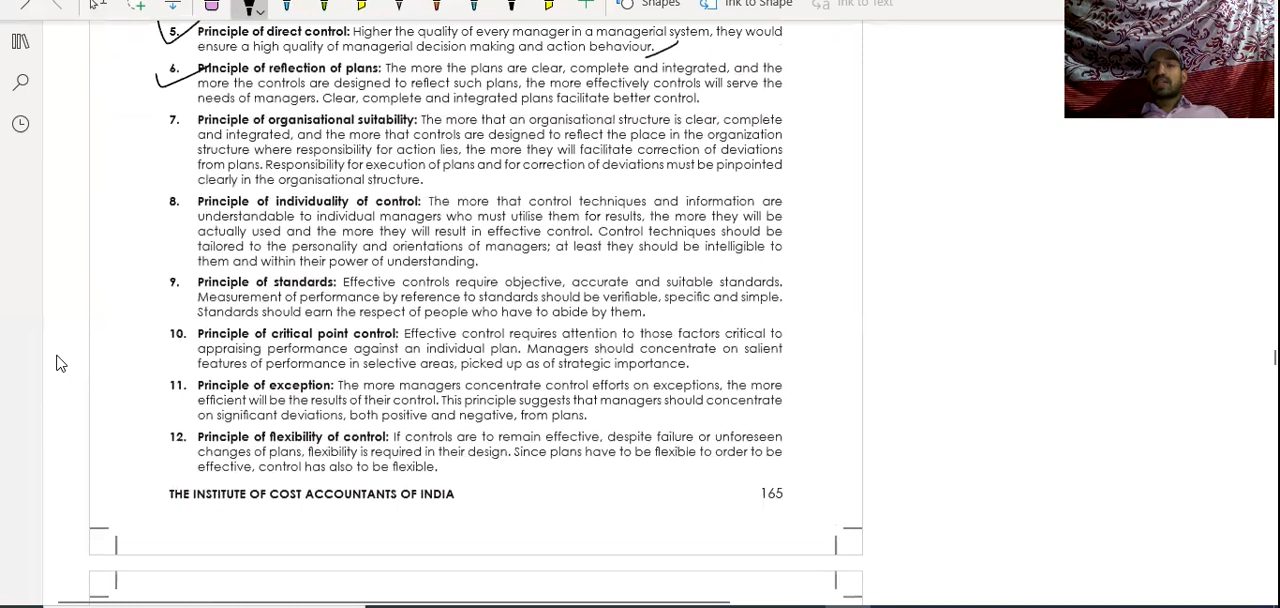 Shapes
Ink to Shape
Ink to Text
5. Principle of direct control: Higher the quality of every manager in a managerial system, they would
ensure a high quality of managerial decision making and action behaviour.
6. Principle of reflection of plans: The more the plans are clear, complete and integrated, and the
more the controls are designed to reflect such plans, the more effectively controls will serve the
needs of managers. Clear, complete and integrated plans facilitate better control.
7. Principle of organisational suitability: The more that an organisational structure is clear, complete
and integrated, and the more that controls are designed to reflect the place in the organization
structure where responsibility for action lies, the more they will facilitate correction of deviations
from plans. Responsibility for execution of plans and for correction of deviations must be pinpointed
clearly in the organisational structure.
8. Principle of individuality of control: The more that control techniques and information are
understandable to individual managers who must utilise them for results, the more they will be
actually used and the more they will result in effective control. Control techniques should be
tailored to the personality and orientations of managers; at least they should be intelligible to
them and within their power of understanding.
9. Principle of standards: Effective controls require objective, accurate and suitable standards.
Measurement of performance by reference to standards should be verifiable, specific and simple.
Standards should earn the respect of people who have to abide by them.
10. Principle of critical point control: Effective control requires attention to those factors critical to
appraising performance against an individual plan. Managers should concentrate on salient
features of performance in selective areas, picked up as of strategic importance.
11. Principle of exception: The more managers concentrate control efforts on exceptions, the more
efficient will be the results of their control. This principle suggests that managers should concentrate
on significant deviations, both positive and negative, from plans.
12. Principle of flexibility of control: If controls are to remain effective, despite failure or unforeseen
changes of plans, flexibility is required in their design. Since plans have to be flexible to order to be
effective, control has also to be flexible.
THE INSTITUTE OF COST ACCOUNTANTS OF INDIA 165